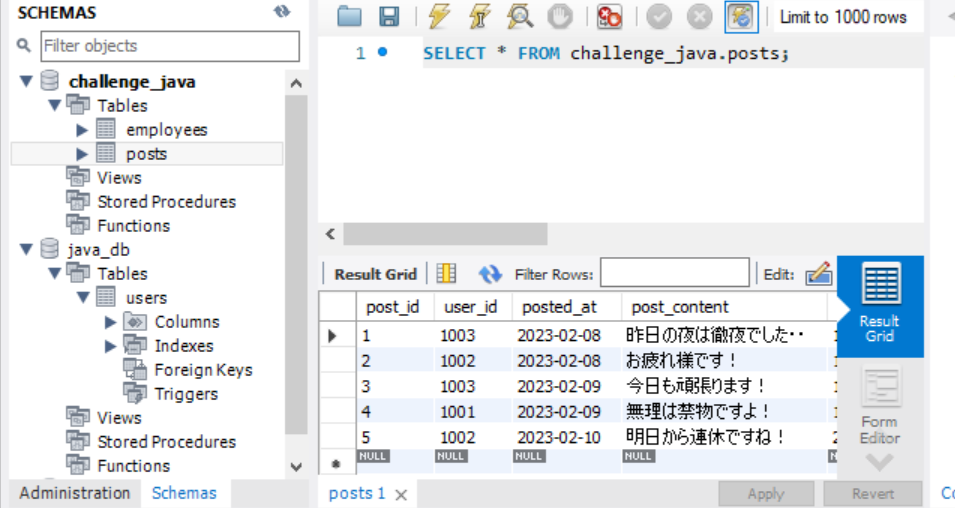 SCHEMAS
Filter objects
challenge_java
Tables
employees
posts
Views
Stored Procedures
Functions
java_db
Tables
users
Columns
Indexes
Foreign Keys
Triggers
Views
Stored Procedures
Functions
Administration Schemas
Limit to 1000 rows
1 SELECT * FROM challenge_java.posts;
Result Grid Filter Rows: Edit:
post_id user_id posted_at post_content
1 1003 2023-02-08 昨日の夜は徹夜でした・・
2 1002 2023-02-08 お疲れ様です！
3 1003 2023-02-09 今日も頑張ります！
4 1001 2023-02-09 無理は禁物ですよ！
5 1002 2023-02-10 明日から連休ですね！
NULL NULL NULL NULL
Result
Grid
Form
Editor
posts 1
Apply Revert